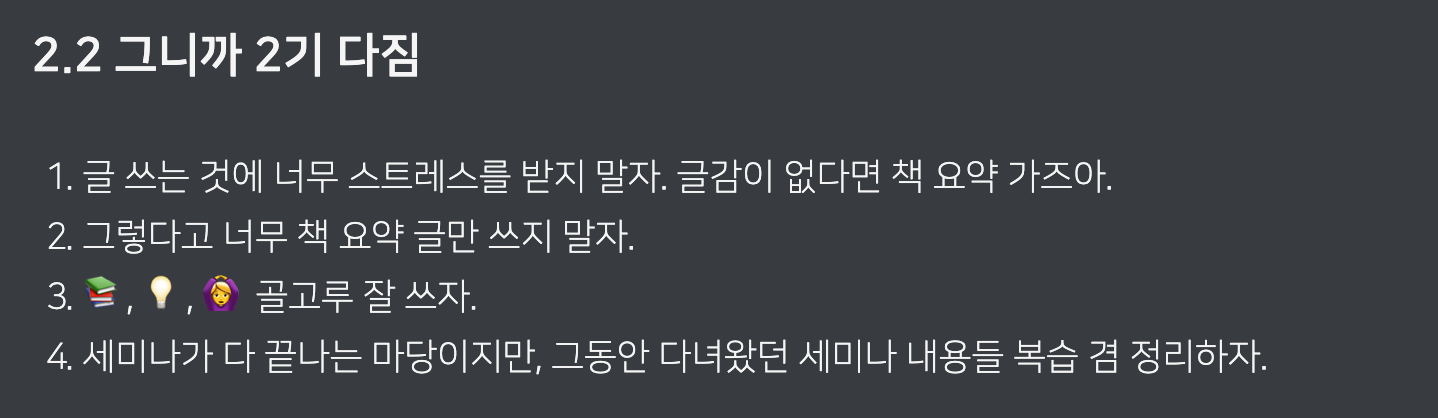 2.2 그니까 2기 다짐
1. 글 쓰는 것에 너무 스트레스를 받지 말자. 글감이 없다면 책 요약 가즈아.
2. 그렇다고 너무 책 요약 글만 쓰지 말자.
3. 📚, 💡, 🙆‍♀️ 골고루 잘 쓰자.
4. 세미나가 다 끝나는 마당이지만, 그동안 다녀왔던 세미나 내용들 복습 겸 정리하자.